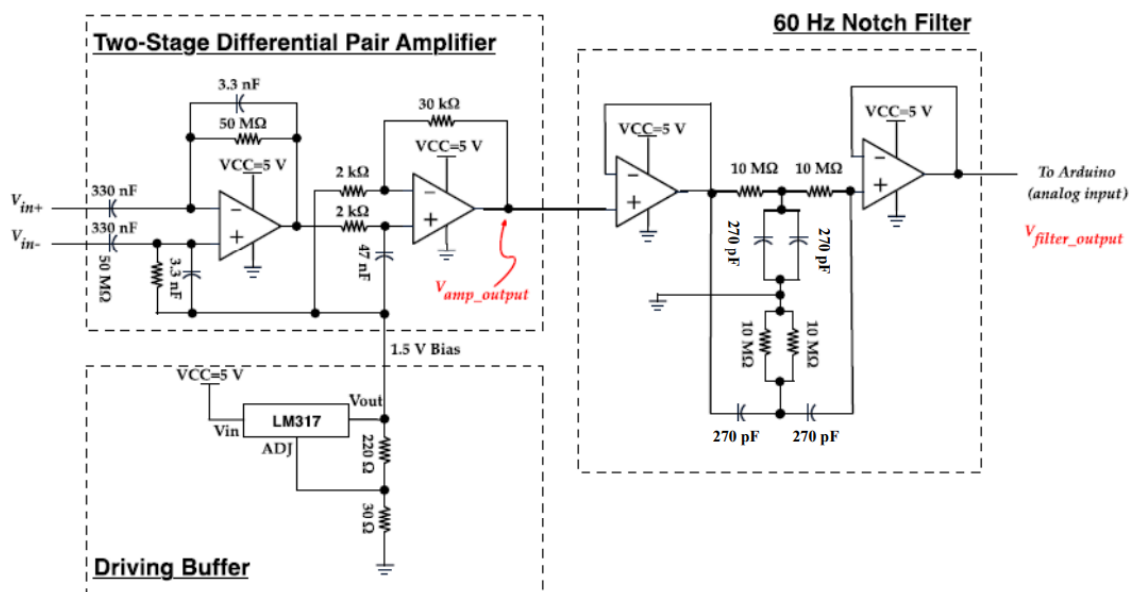 60 Hz Notch Filter
Two-Stage Differential Pair Amplifier
3.3 nF
50 MΩ
VCC=5 V
30 kΩ
VCC=5 V
2 kΩ
2 kΩ
330 nF
Vin+
330 nF
Vin-
50 MΩ
3.3 nF
47 nF
Vamp_output
1.5 V Bias
VCC=5 V
10 MΩ
10 MΩ
VCC=5 V
270 pF
270 pF
10 MΩ
10 MΩ
270 pF
270 pF
To Arduino
(analog input)
Vfilter_output
VCC=5 V
Vout
LM317
Vin
ADJ
220 Ω
30 Ω
Driving Buffer